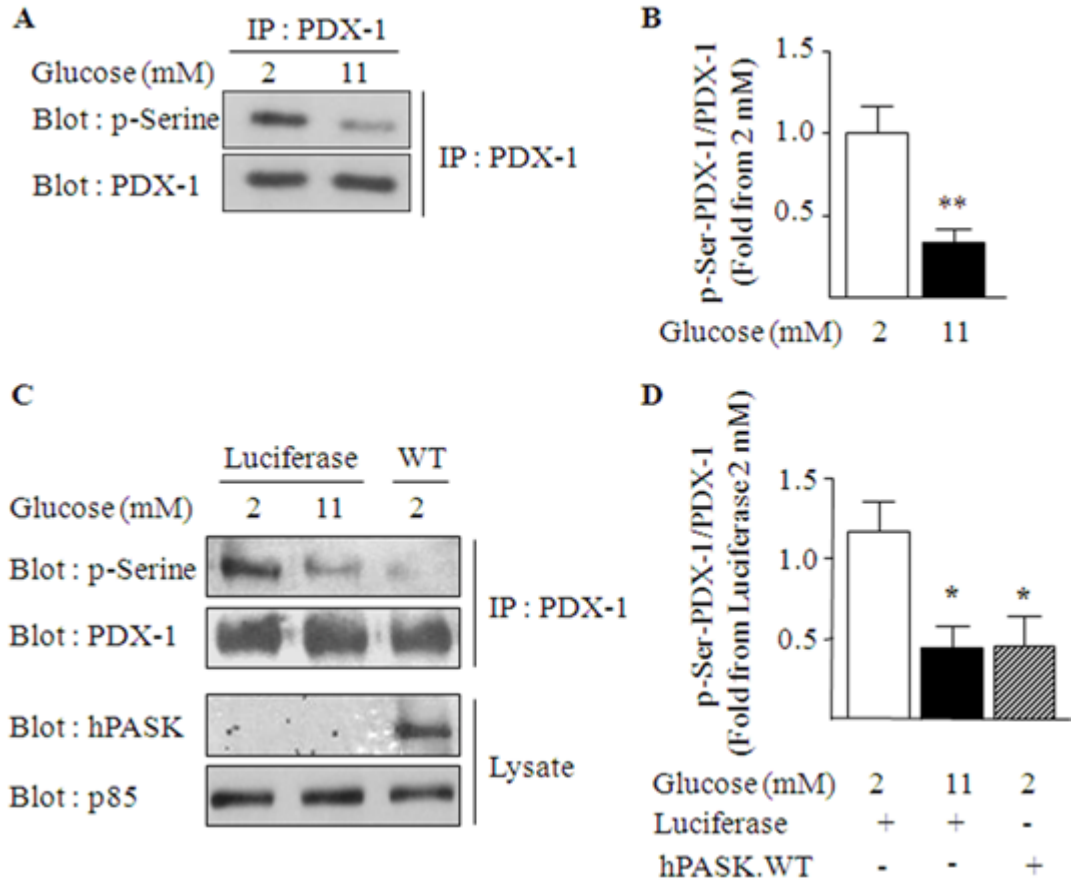 A
IP : PDX-1
Glucose (mM) 2 11
Blot : p-Serine
Blot : PDX-1
IP : PDX-1
B
p-Ser-PDX-1/PDX-1
(Fold from 2 mM)
1.5
1.0
0.5
**
Glucose (mM) 2 11
C
Luciferase WT
Glucose (mM) 2 11 2
Blot : p-Serine
Blot : PDX-1
IP : PDX-1
Blot : hPASK
Blot : p85
Lysate
D
p-Ser-PDX-1/PDX-1
(Fold from Luciferase 2 mM)
1.5
1.0
0.5
* *
Glucose (mM) 2 11 2
Luciferase + + -
hPASK.WT - - +